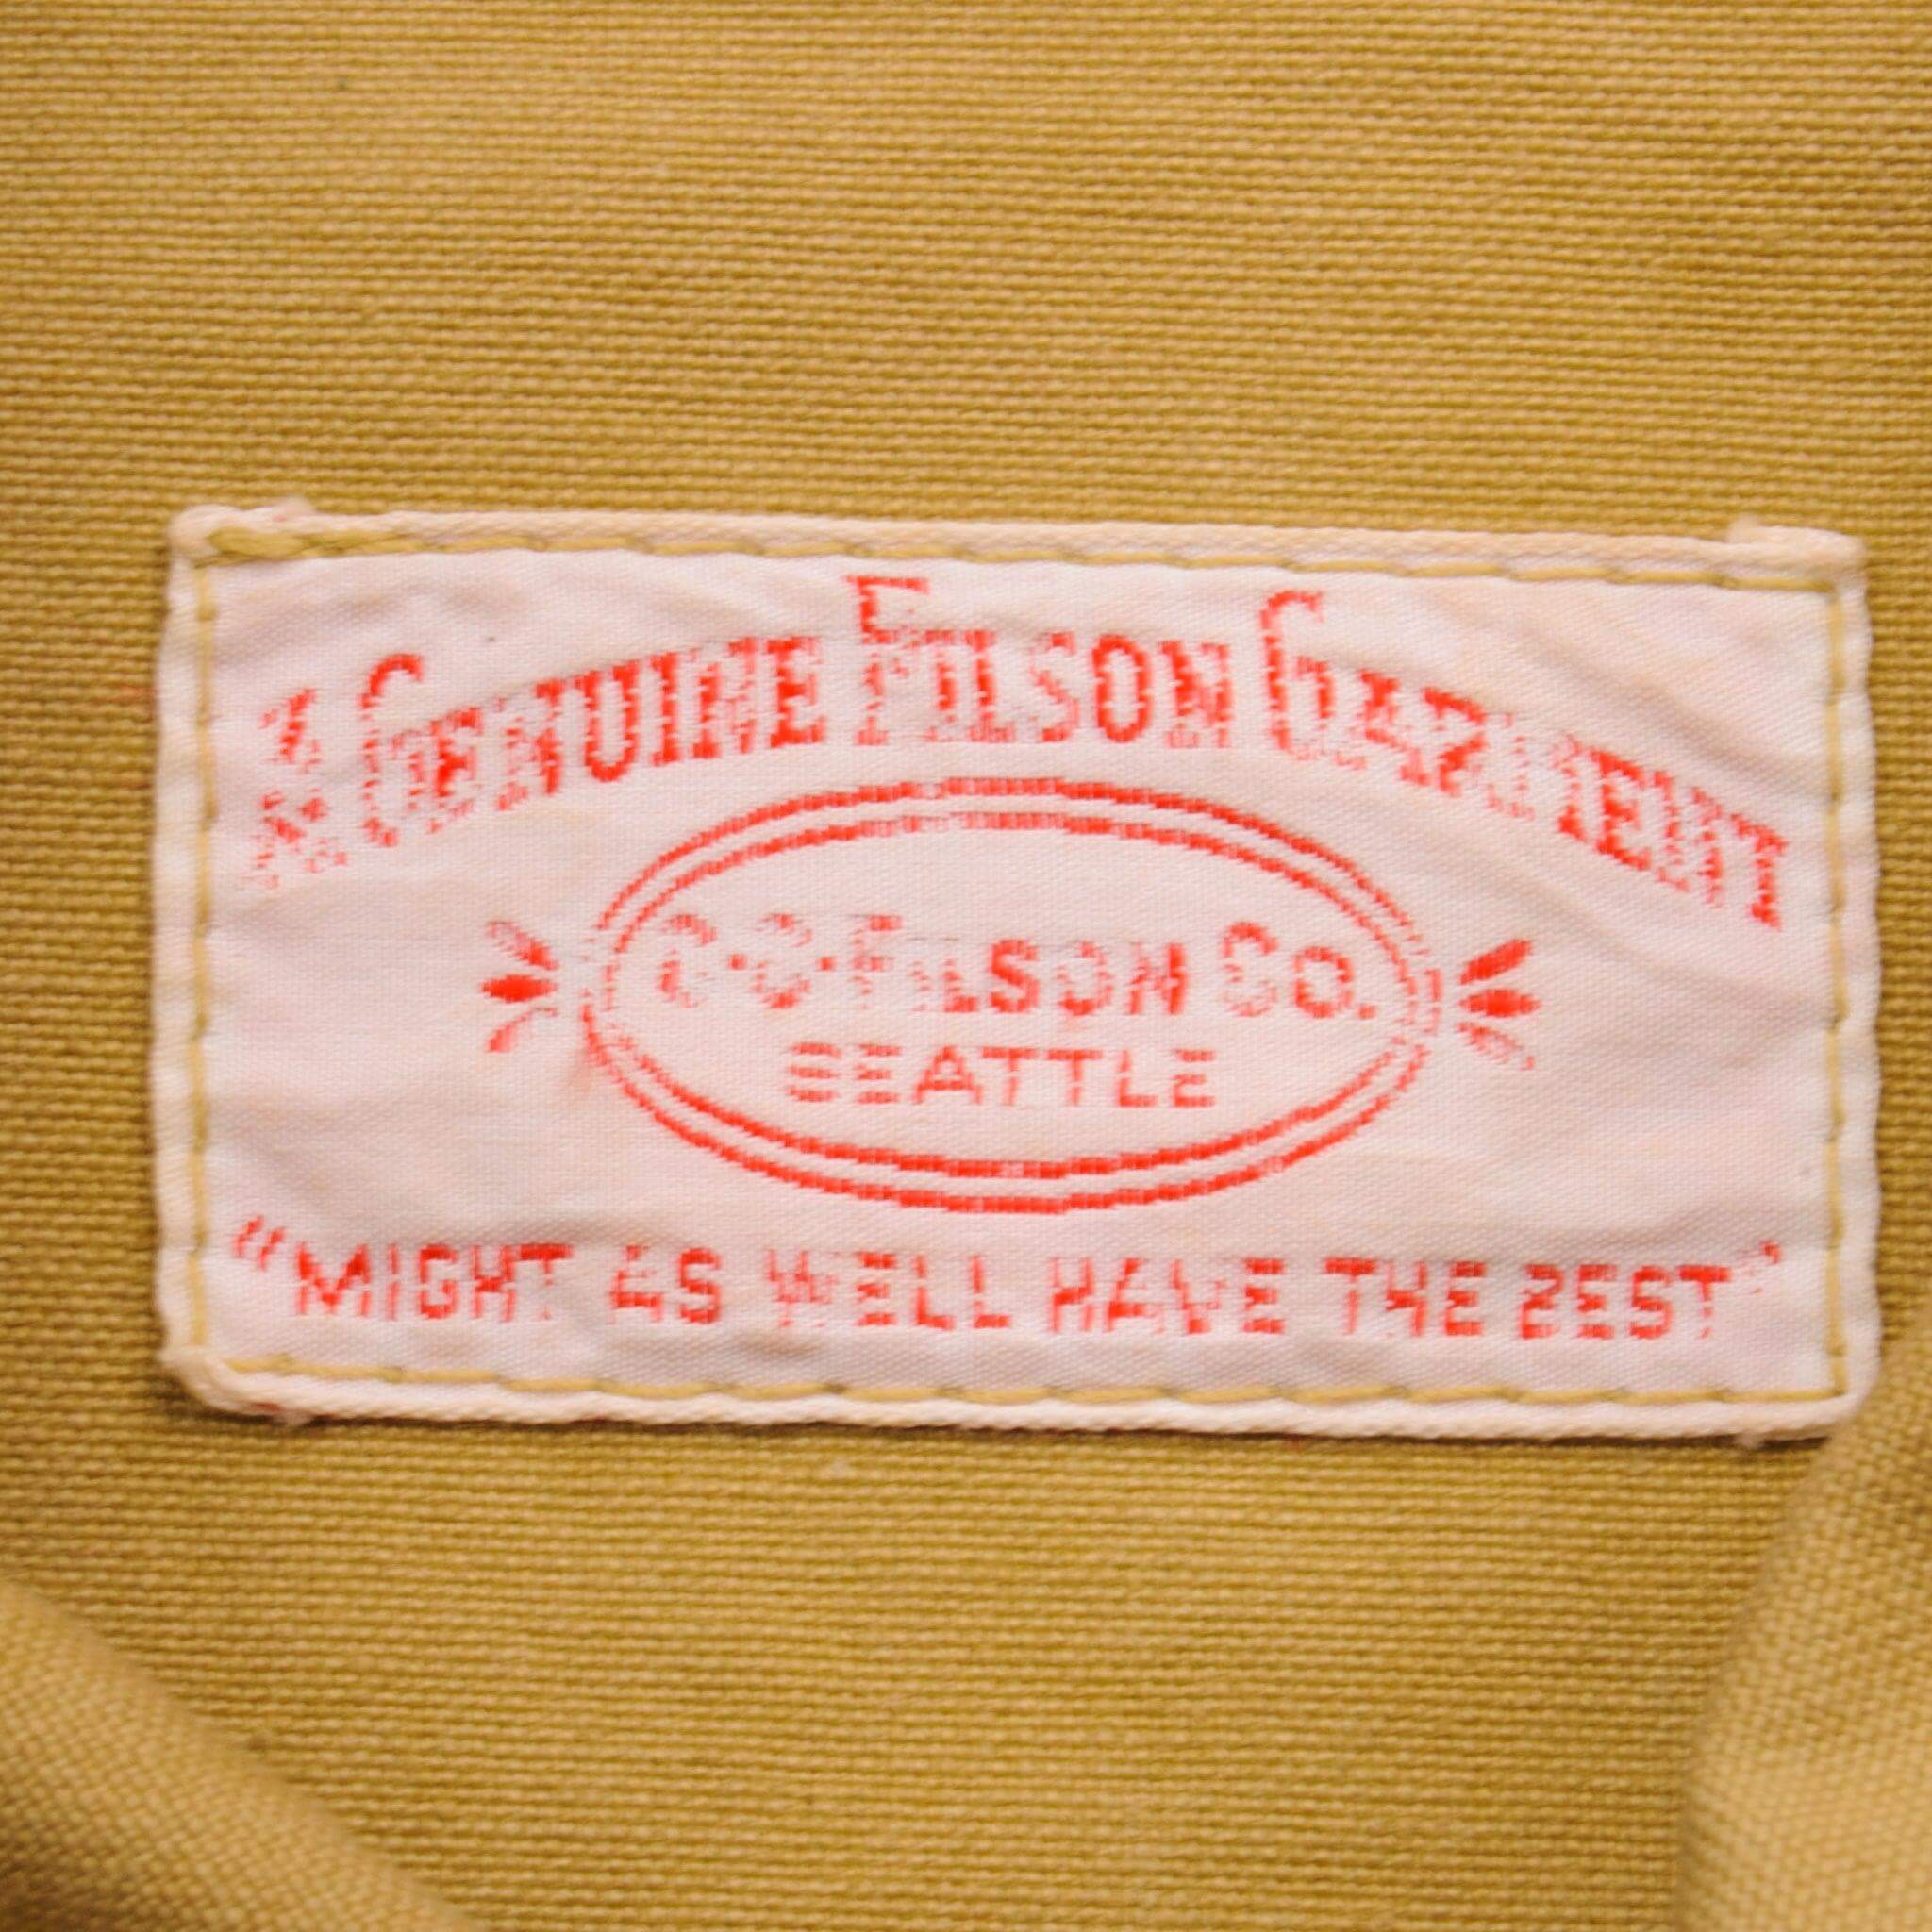 A GENUINE FILSON GARMENT
C·C·FILSON CO.
SEATTLE
"MIGHT AS WELL HAVE THE BEST"